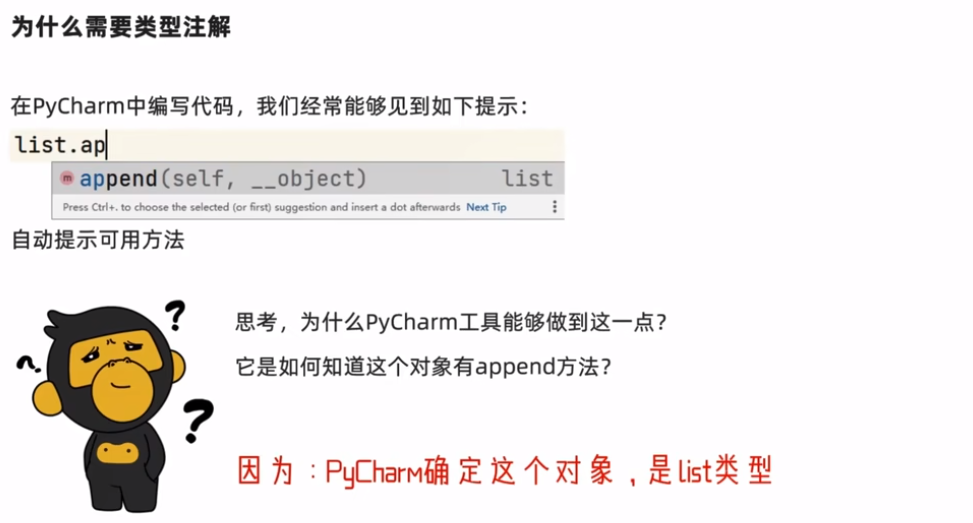 为什么需要类型注解
在PyCharm中编写代码，我们经常能够见到如下提示：
list.ap
m append(self, __object) list
Press Ctrl+. to choose the selected (or first) suggestion and insert a dot afterwards Next Tip
自动提示可用方法
? 
思考，为什么PyCharm工具能够做到这一点？
它是如何知道这个对象有append方法？
?
因为：PyCharm确定这个对象，是list类型